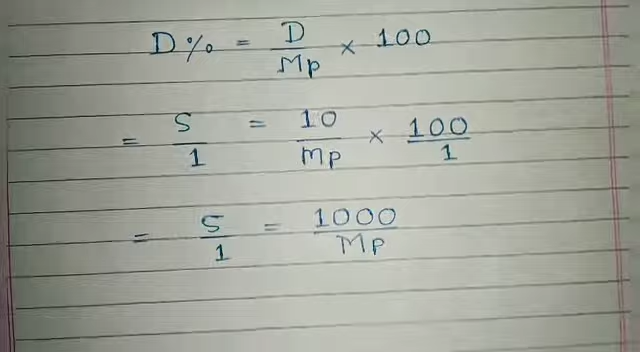 D% = D/Mp × 100
= 5/1 = 10/Mp × 100/1
= 5/1 = 1000/Mp